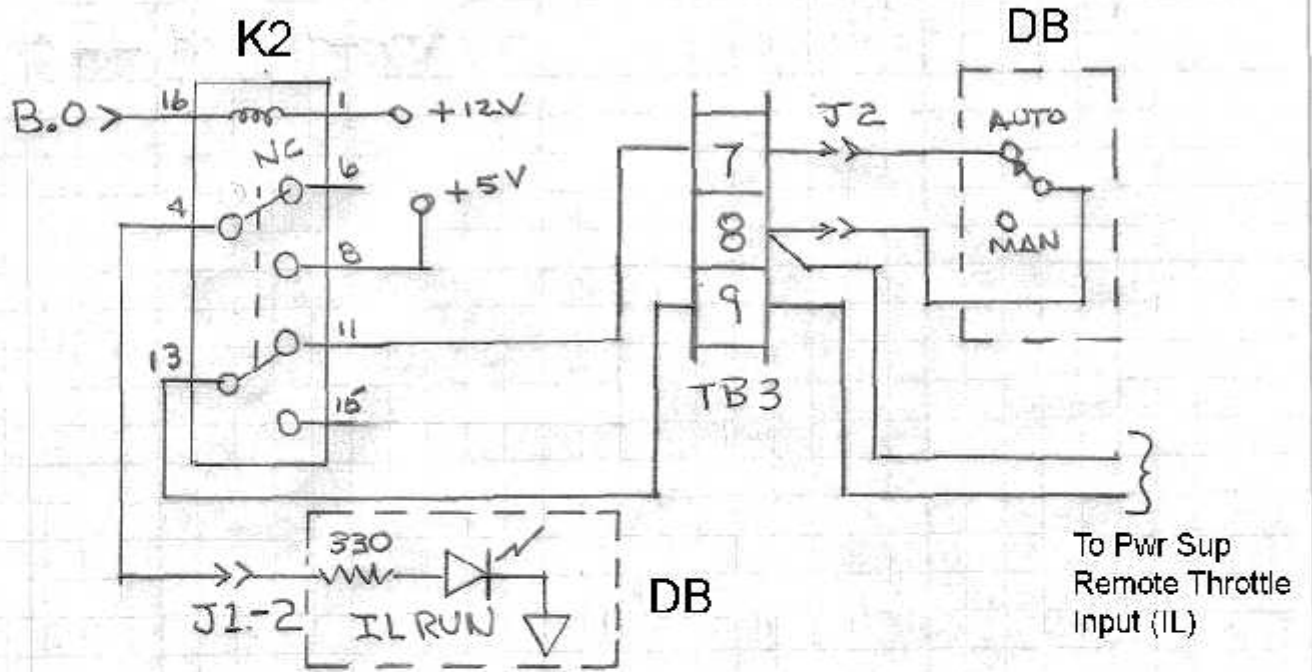 K2
DB
B.0
16
1
+12V
NC
6
+5V
4
8
11
13
15
7
8
9
TB3
J2
AUTO
MAN
330
J1-2
IL RUN
DB
To Pwr Sup
Remote Throttle
Input (IL)